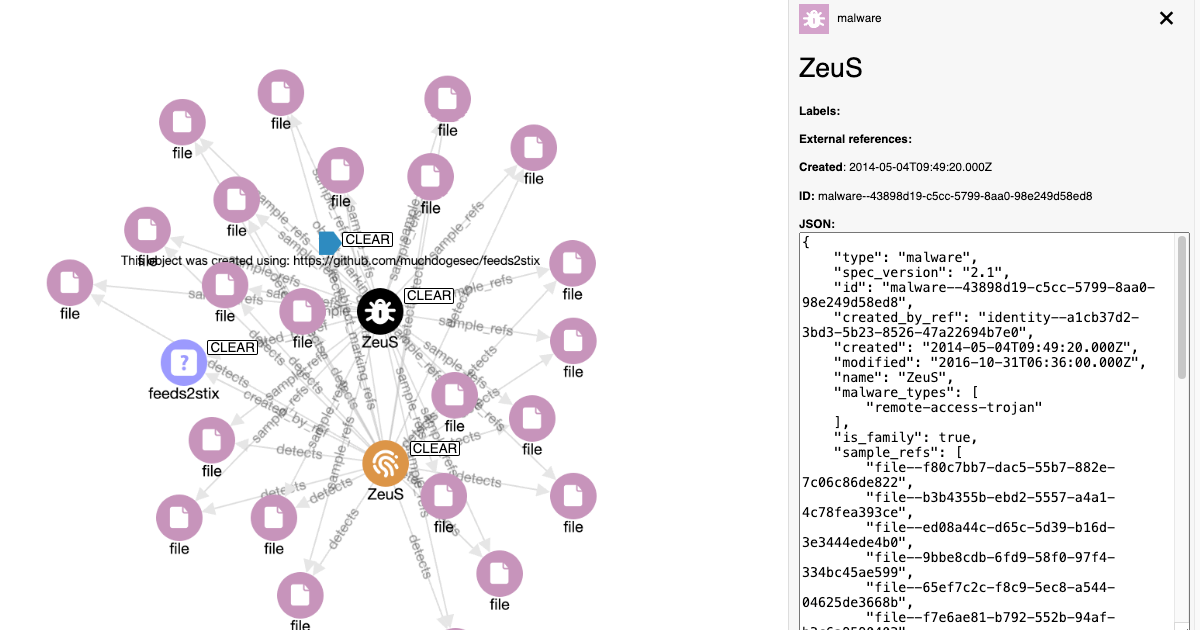 malware
ZeuS
Labels:
External references:
Created: 2014-05-04T09:49:20.000Z
ID: malware--43898d19-c5cc-5799-8aa0-98e249d58ed8
JSON:
{
"type": "malware",
"spec_version": "2.1",
"id": "malware--43898d19-c5cc-5799-8aa0-
98e249d58ed8",
"created_by_ref": "identity--a1cb37d2-
3bd3-5b23-8526-47a22694b7e0",
"created": "2014-05-04T09:49:20.000Z",
"modified": "2016-10-31T06:36:00.000Z",
"name": "ZeuS",
"malware_types": [
"remote-access-trojan"
],
"is_family": true,
"sample_refs": [
"file--f80c7bb7-dac5-55b7-882e-
7c06c86de822",
"file--b3b4355b-ebd2-5557-a4a1-
4c78fea393ce",
"file--ed08a44c-d65c-5d39-b16d-
3e3444ede4b0",
"file--9bbe8cdb-6fd9-58f0-97f4-
334bc45ae599",
"file--65ef7c2c-f8c9-5ec8-a544-
04625de3668b",
"file--f7e6ae81-b792-552b-94af-
file
file
file
file
file
file
file
file
CLEAR
This object was created using: https://github.com/muchdogesec/feeds2stix
file
file
file
file
CLEAR
ZeuS
file
file
CLEAR
?
feeds2stix
file
file
file
CLEAR
ZeuS
file
file
file
file
file
file
sample_refs
sample_refs
sample_refs
sample_refs
created_by_ref
detects
detects
detects
detects
detects
detects
detects